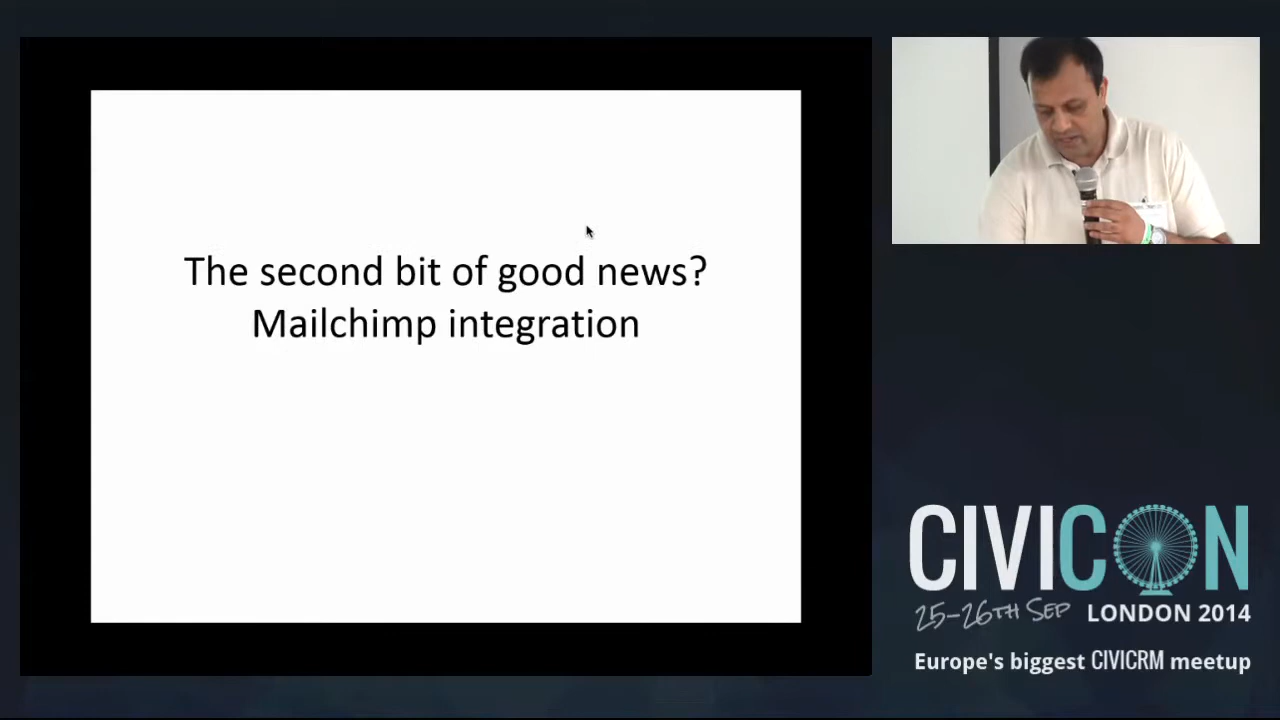 The second bit of good news?
Mailchimp integration
CIVICON
25-26TH SEP LONDON 2014
Europe's biggest CIVICRM meetup